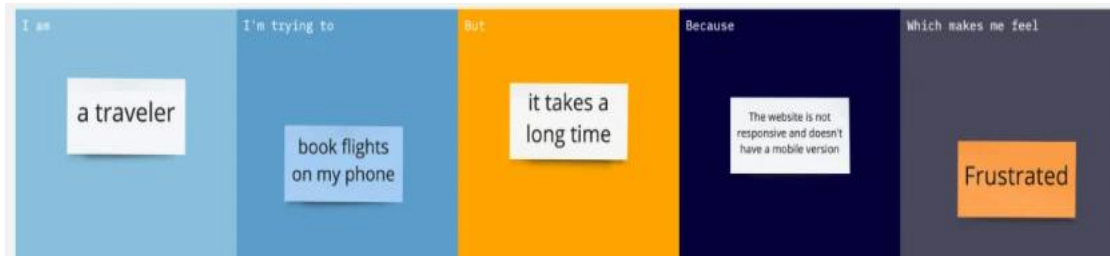 I am
a traveler
I'm trying to
book flights
on my phone
But
it takes a
long time
Because
The website is not
responsive and doesn't
have a mobile version
Which makes me feel
Frustrated